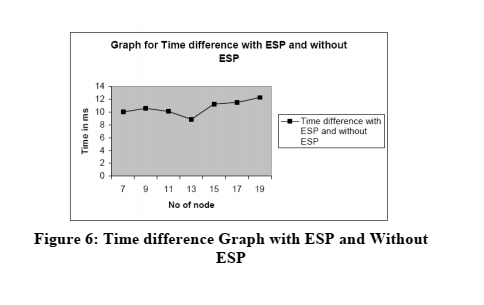 Graph for Time difference with ESP and without
ESP
14
12
10
8
6
4
2
0
Time in ms
7 9 11 13 15 17 19
No of node
Time difference with
ESP and without
ESP
Figure 6: Time difference Graph with ESP and Without
ESP